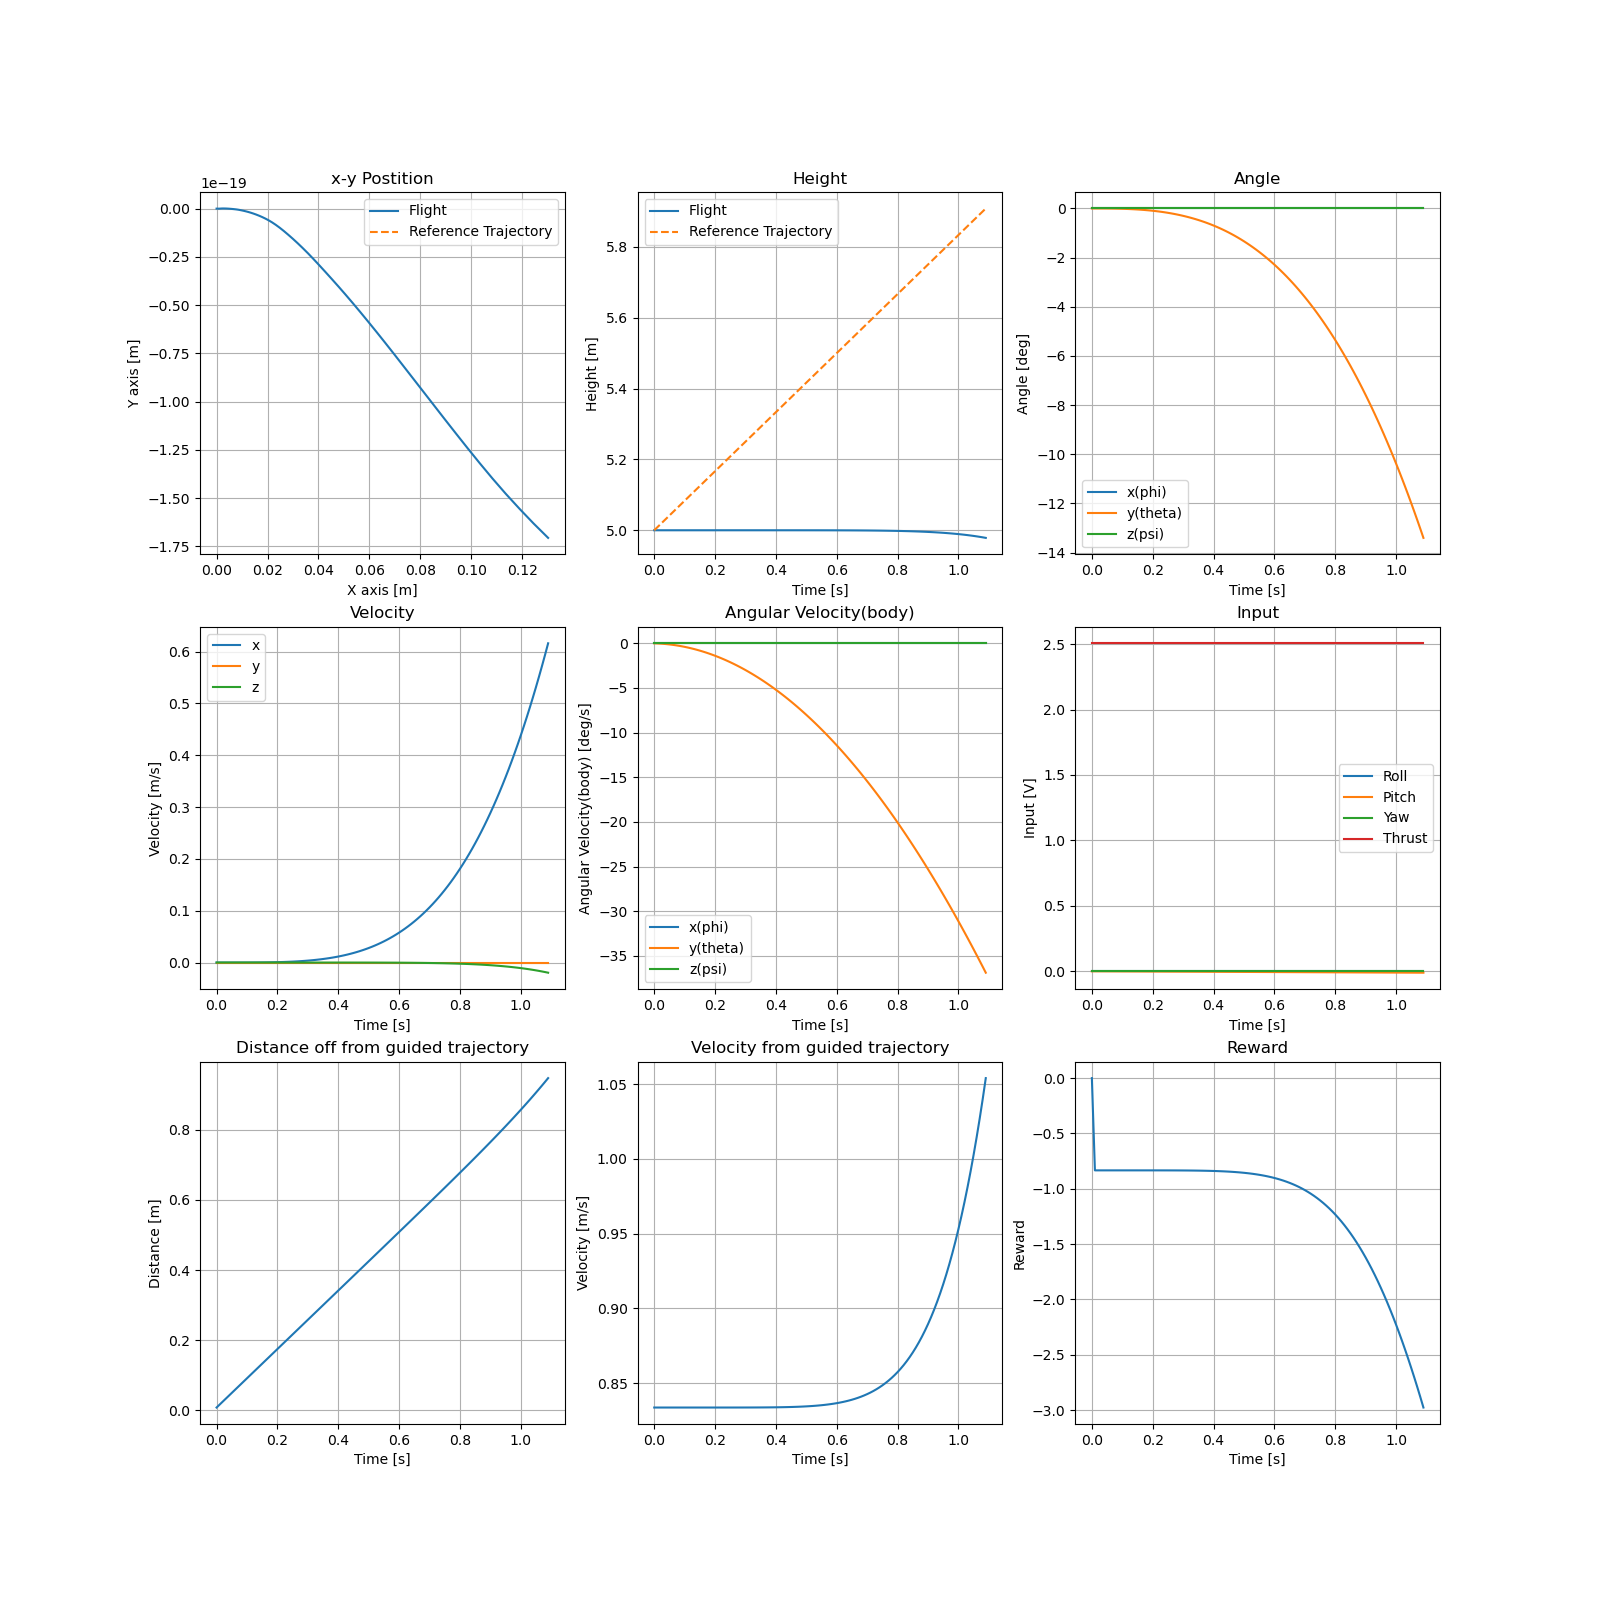 x-y Postition
1e−19
0.00
−0.25
−0.50
−0.75
−1.00
−1.25
−1.50
−1.75
Y axis [m]
Flight
Reference Trajectory
0.00 0.02 0.04 0.06 0.08 0.10 0.12
X axis [m]
Height
5.8
5.6
5.4
5.2
5.0
Height [m]
Flight
Reference Trajectory
0.0 0.2 0.4 0.6 0.8 1.0
Time [s]
Angle
0
−2
−4
−6
−8
−10
−12
−14
Angle [deg]
x(phi)
y(theta)
z(psi)
0.0 0.2 0.4 0.6 0.8 1.0
Time [s]
Velocity
0.6
0.5
0.4
0.3
0.2
0.1
0.0
Velocity [m/s]
x
y
z
0.0 0.2 0.4 0.6 0.8 1.0
Time [s]
Angular Velocity(body)
0
−5
−10
−15
−20
−25
−30
−35
Angular Velocity(body) [deg/s]
x(phi)
y(theta)
z(psi)
0.0 0.2 0.4 0.6 0.8 1.0
Time [s]
Input
2.5
2.0
1.5
1.0
0.5
0.0
Input [V]
Roll
Pitch
Yaw
Thrust
0.0 0.2 0.4 0.6 0.8 1.0
Time [s]
Distance off from guided trajectory
0.8
0.6
0.4
0.2
0.0
Distance [m]
0.0 0.2 0.4 0.6 0.8 1.0
Time [s]
Velocity from guided trajectory
1.05
1.00
0.95
0.90
0.85
Velocity [m/s]
0.0 0.2 0.4 0.6 0.8 1.0
Time [s]
Reward
0.0
−0.5
−1.0
−1.5
−2.0
−2.5
−3.0
Reward
0.0 0.2 0.4 0.6 0.8 1.0
Time [s]